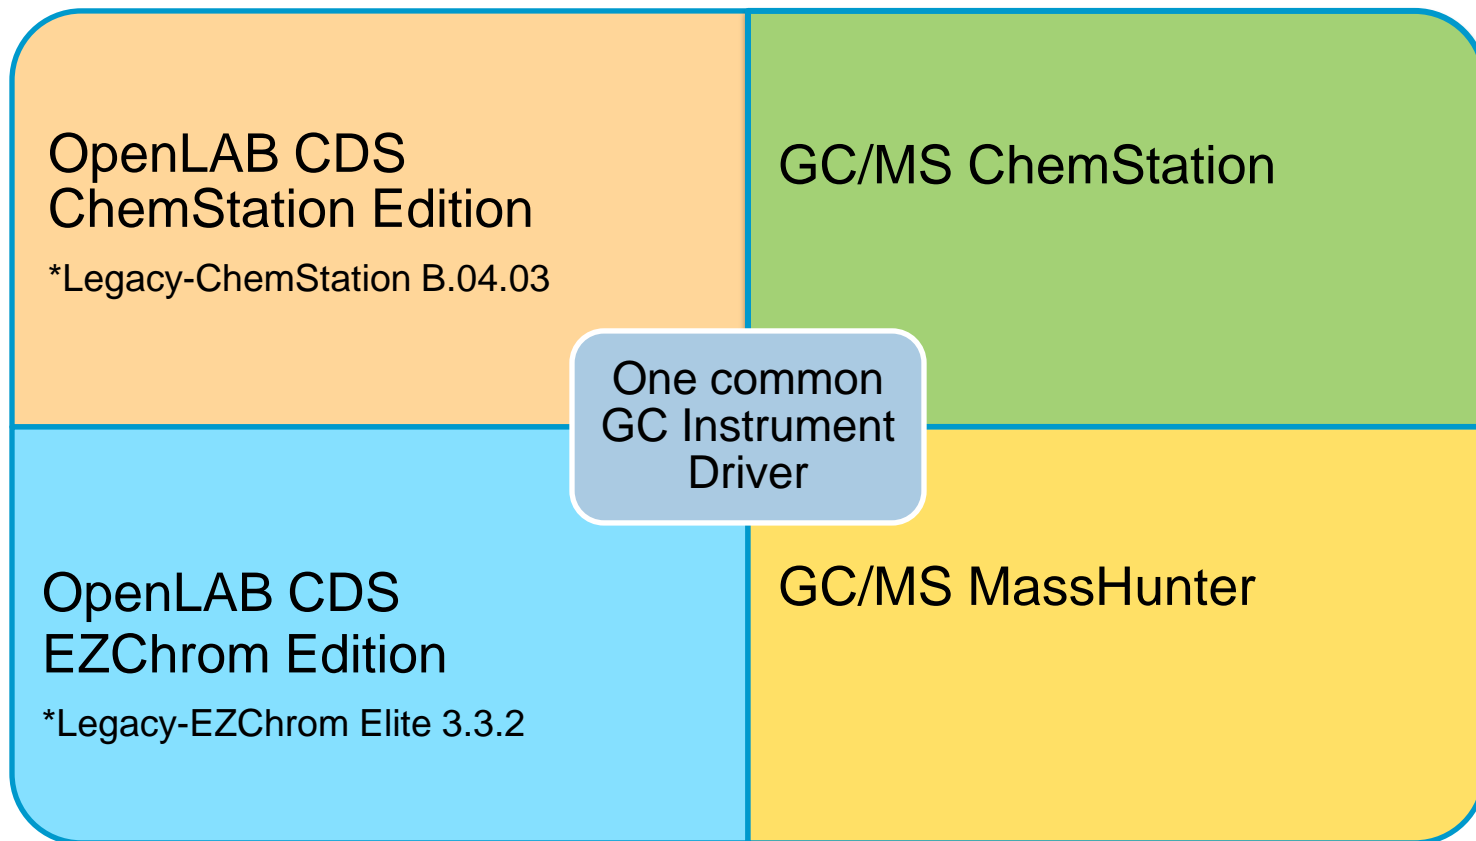 OpenLAB CDS
ChemStation Edition
*Legacy-ChemStation B.04.03
GC/MS ChemStation
One common
GC Instrument
Driver
OpenLAB CDS
EZChrom Edition
*Legacy-EZChrom Elite 3.3.2
GC/MS MassHunter